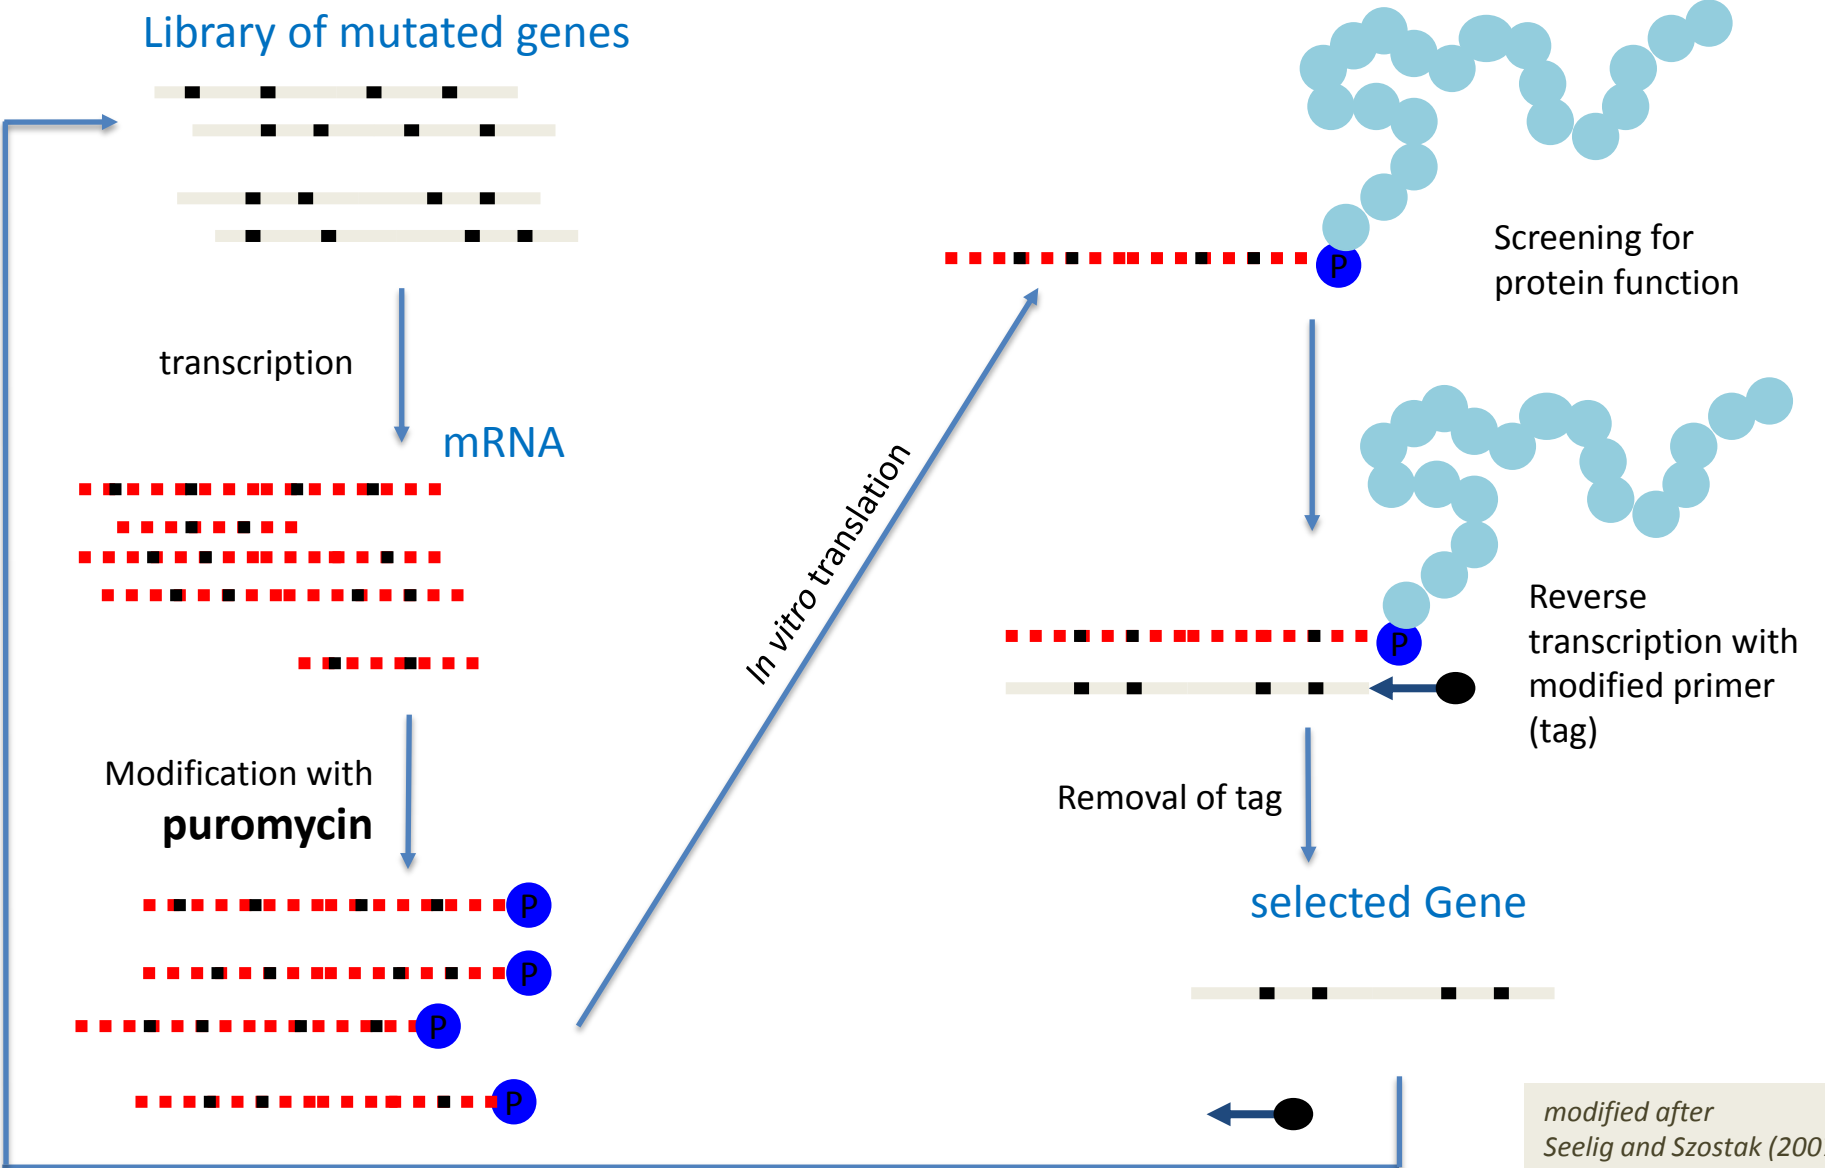 Library of mutated genes
transcription
mRNA
Modification with
puromycin
P
P
P
P
In vitro translation
P
Screening for
protein function
P
Reverse
transcription with
modified primer
(tag)
Removal of tag
selected Gene
modified after
Seelig and Szostak